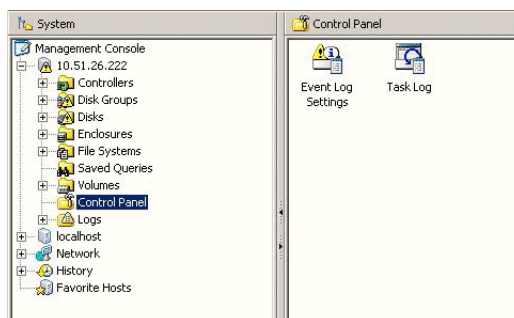 System
Management Console
10.51.26.222
Controllers
Disk Groups
Disks
Enclosures
File Systems
Saved Queries
Volumes
Control Panel
Logs
localhost
Network
History
Favorite Hosts
Control Panel
Event Log
Settings
Task Log